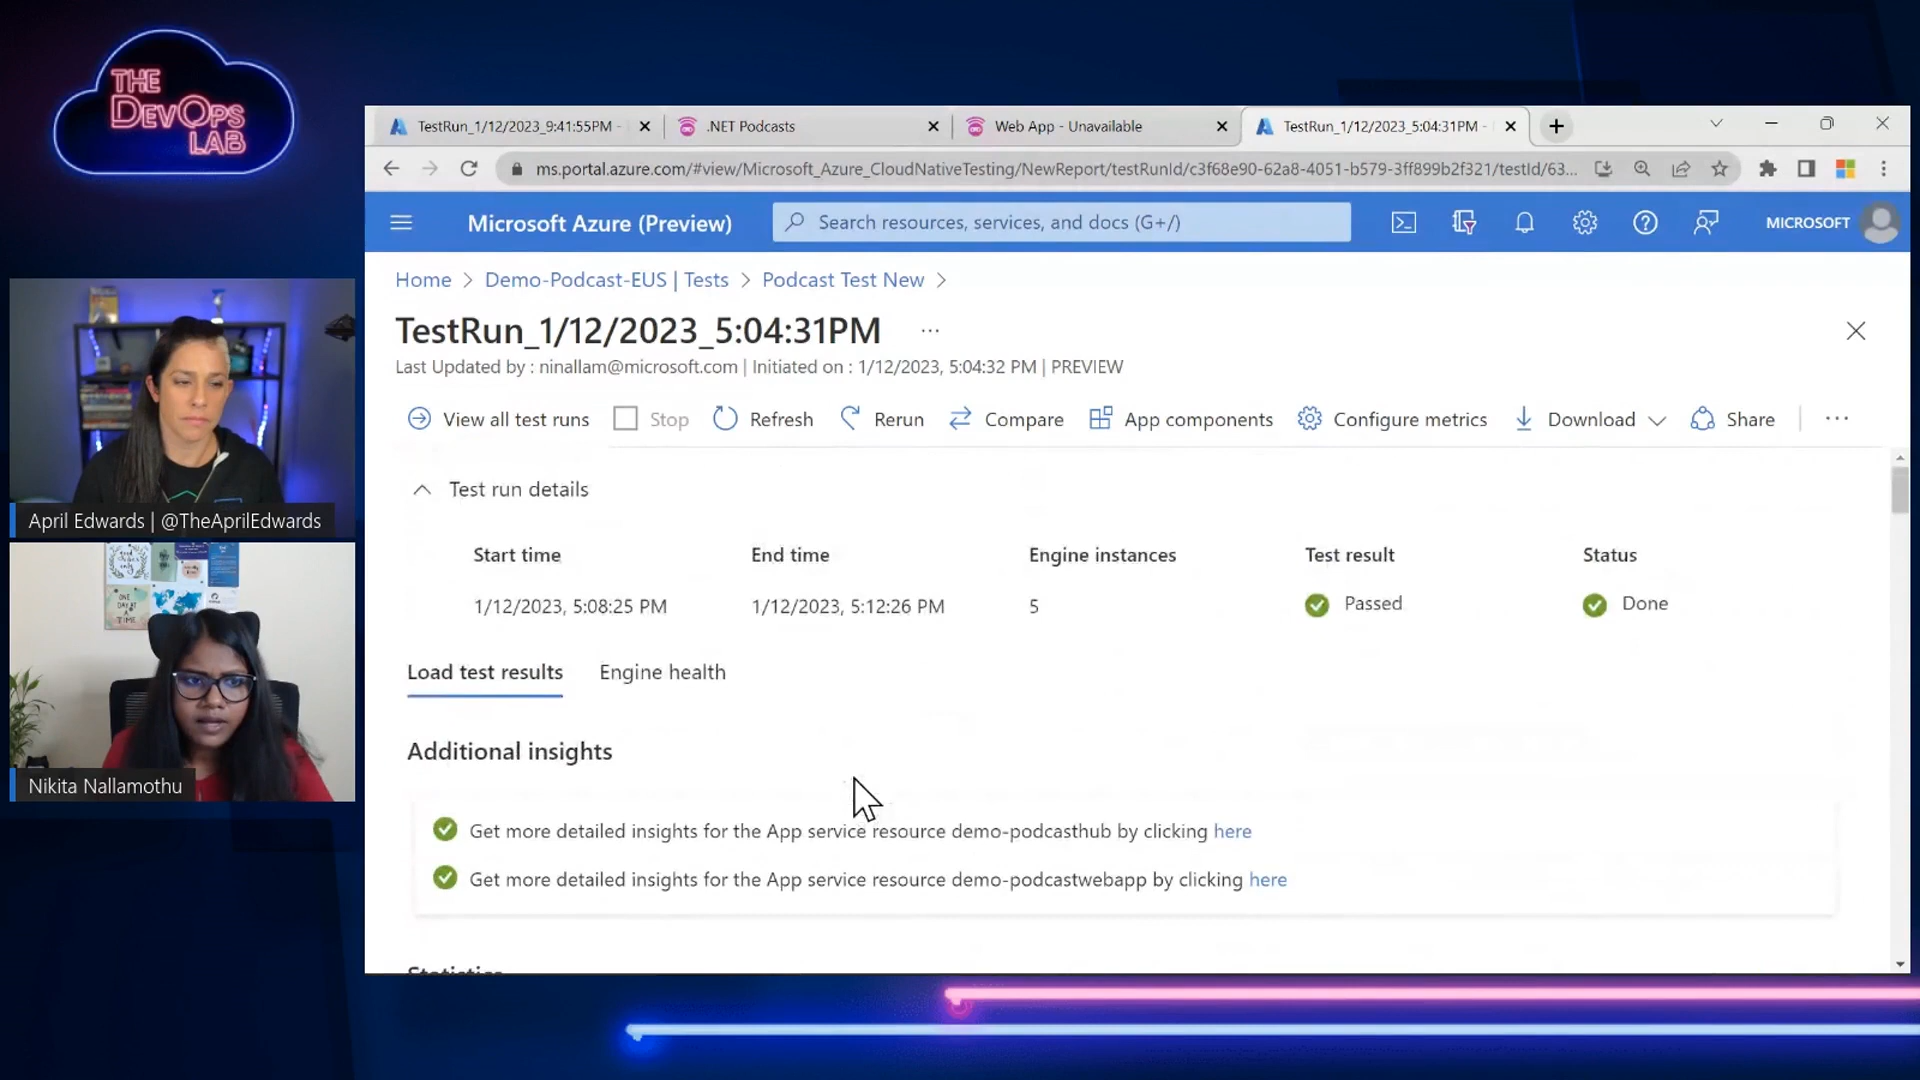 THE
DEVOPS
LAB
TestRun_1/12/2023_9:41:55PM -
.NET Podcasts
Web App - Unavailable
TestRun_1/12/2023_5:04:31PM -
ms.portal.azure.com/#view/Microsoft_Azure_CloudNativeTesting/NewReport/testRunId/c3f68e90-62a8-4051-b579-3ff899b2f321/testId/63...
Microsoft Azure (Preview)
Search resources, services, and docs (G+/)
MICROSOFT
Home > Demo-Podcast-EUS | Tests > Podcast Test New >
TestRun_1/12/2023_5:04:31PM ...
Last Updated by : ninallam@microsoft.com | Initiated on : 1/12/2023, 5:04:32 PM | PREVIEW
View all test runs Stop Refresh Rerun Compare App components Configure metrics Download Share ...
Test run details
Start time End time Engine instances Test result Status
1/12/2023, 5:08:25 PM 1/12/2023, 5:12:26 PM 5 Passed Done
Load test results Engine health
Additional insights
Get more detailed insights for the App service resource demo-podcasthub by clicking here
Get more detailed insights for the App service resource demo-podcastwebapp by clicking here
Statistics
April Edwards | @TheAprilEdwards
ONE
DAY AT
A
TIME
Nikita Nallamothu